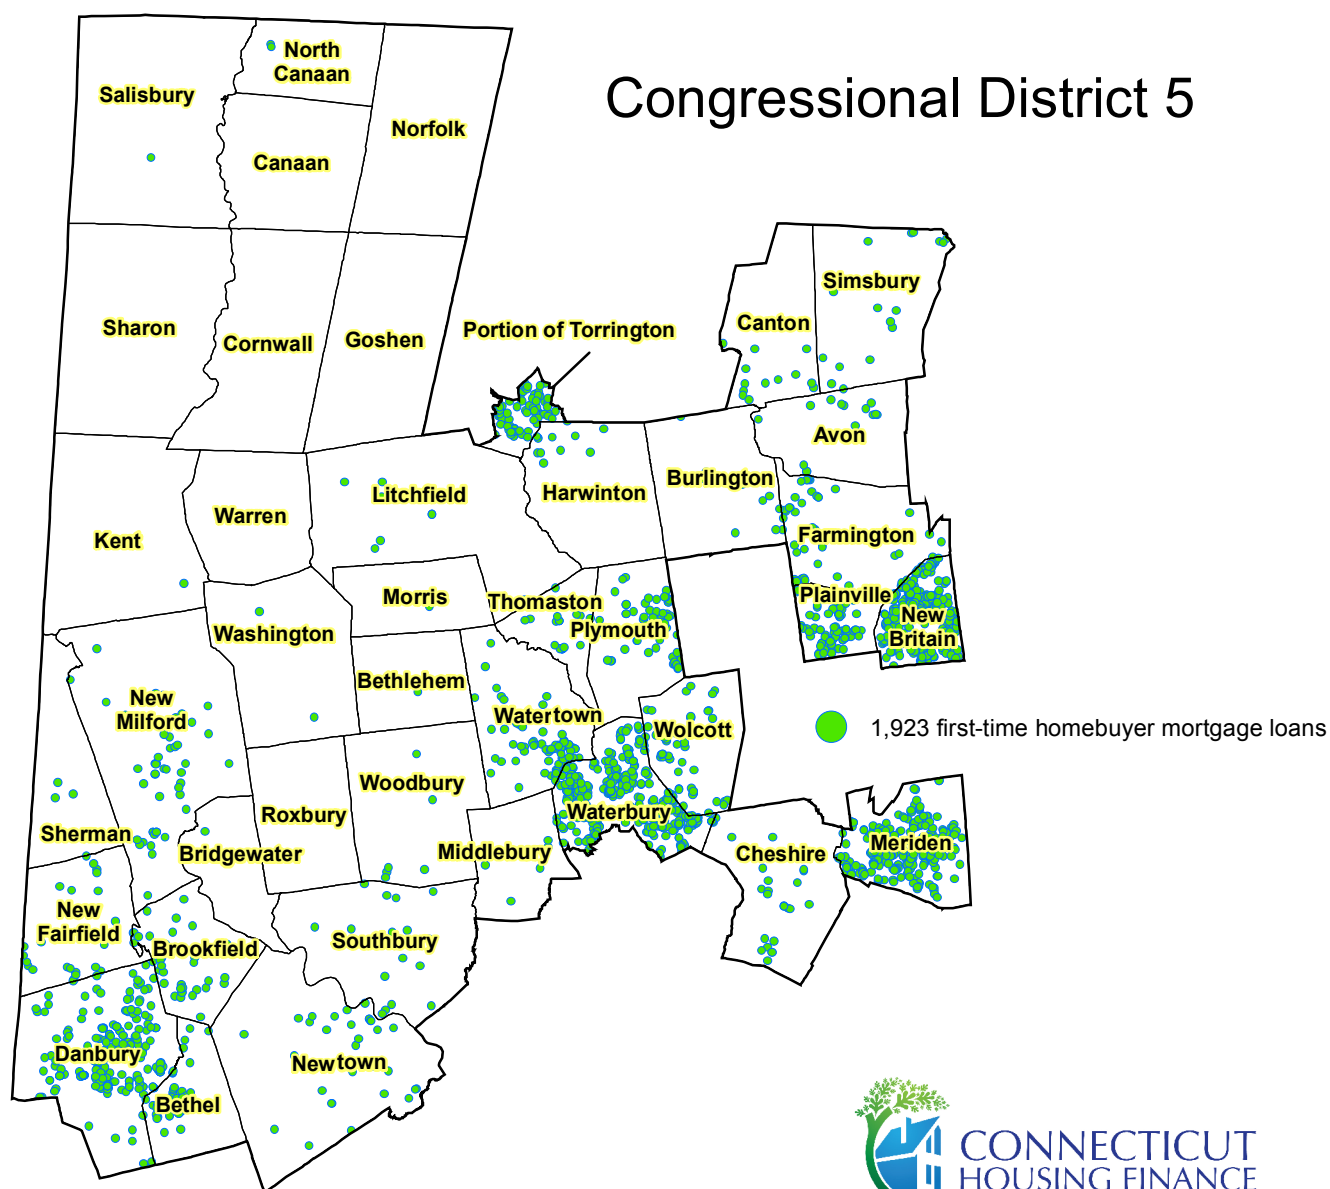 Congressional District 5
North
Canaan
Salisbury
Norfolk
Canaan
Simsbury
Canton
Sharon
Cornwall
Goshen
Portion of Torrington
Avon
Burlington
Litchfield
Harwinton
Warren
Kent
Farmington
Morris
Thomaston
Plainville
Plymouth
New
Britain
Washington
Bethlehem
New
Milford
Watertown
Wolcott
1,923 first-time homebuyer mortgage loans
Woodbury
Roxbury
Waterbury
Sherman
Bridgewater
Middlebury
Cheshire
Meriden
New
Fairfield
Brookfield
Southbury
Danbury
Newtown
Bethel
CONNECTICUT
HOUSING FINANCE